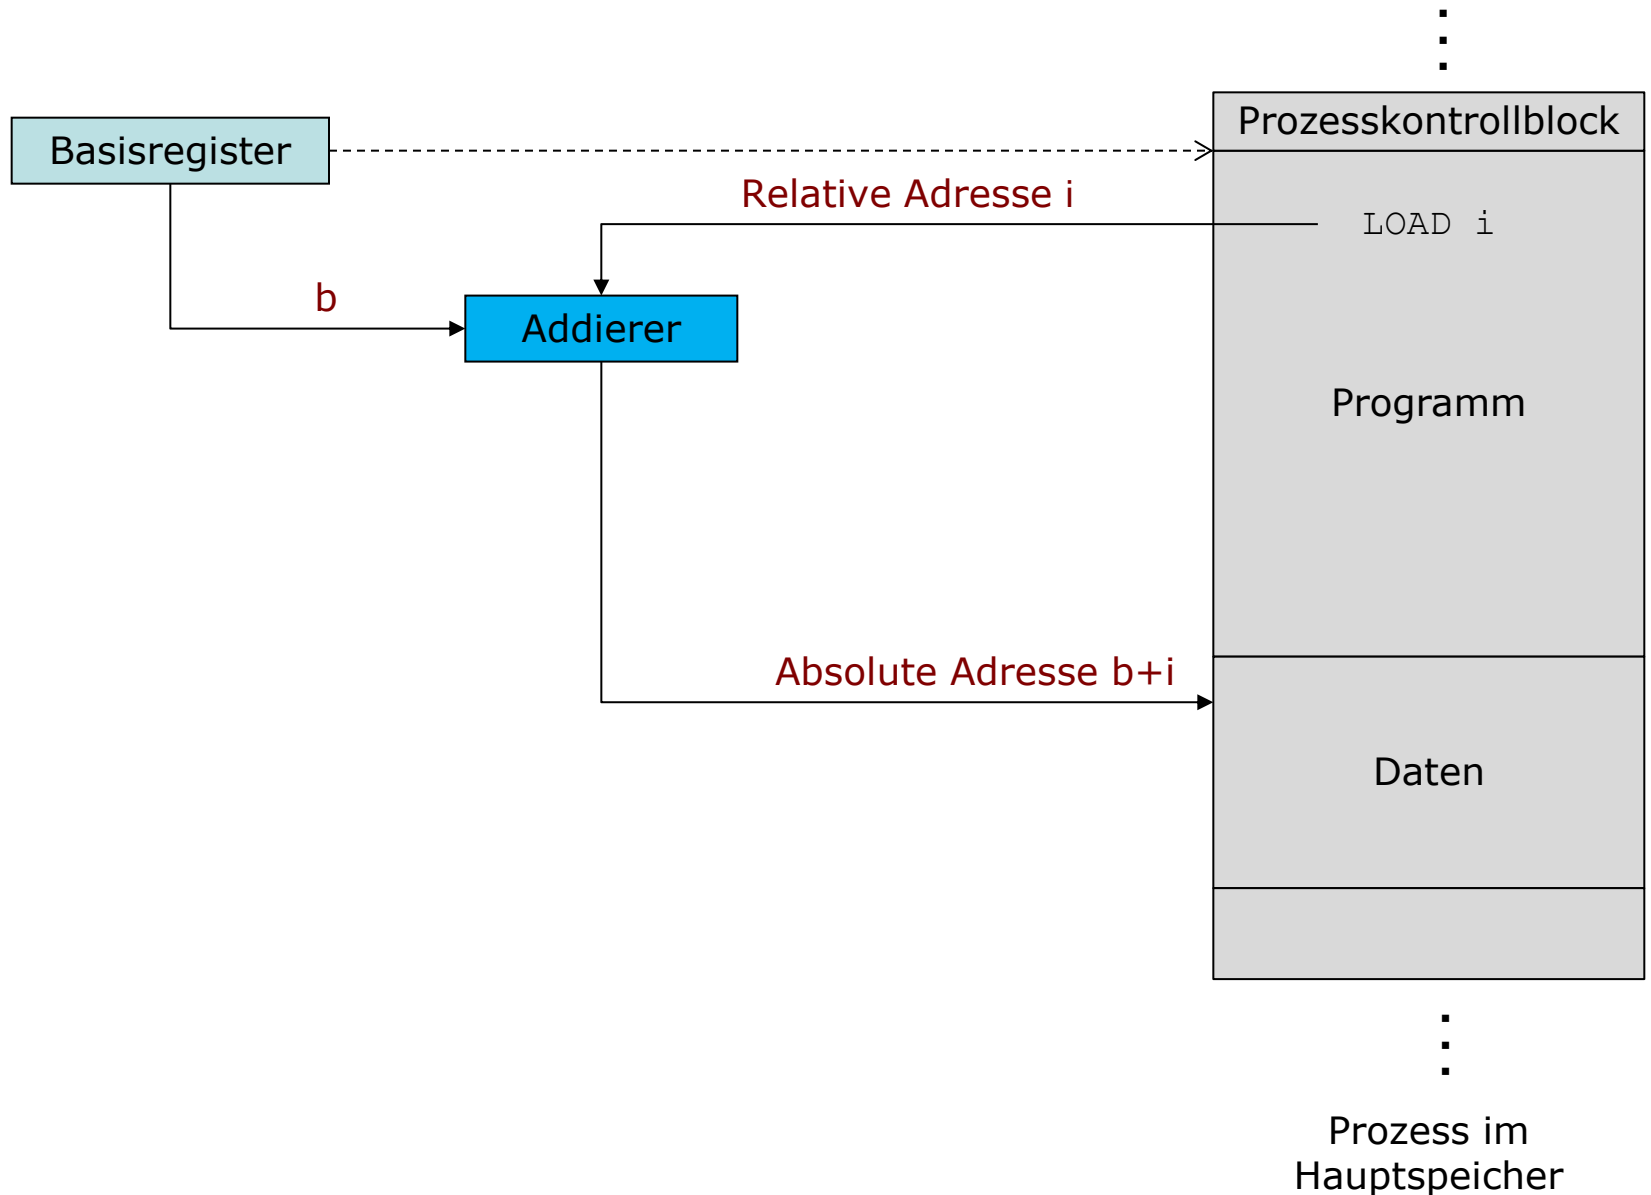 Prozesskontrollblock
Basisregister
Relative Adresse i
LOAD i
b
Addierer
Programm
Absolute Adresse b+i
Daten
Prozess im
Hauptspeicher